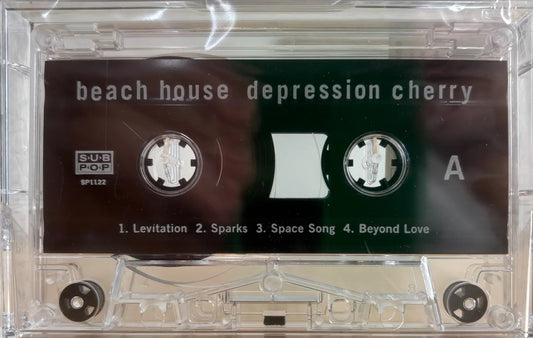 beach house depression cherry
SUB
POP
SP1122
A
1. Levitation 2. Sparks 3. Space Song 4. Beyond Love